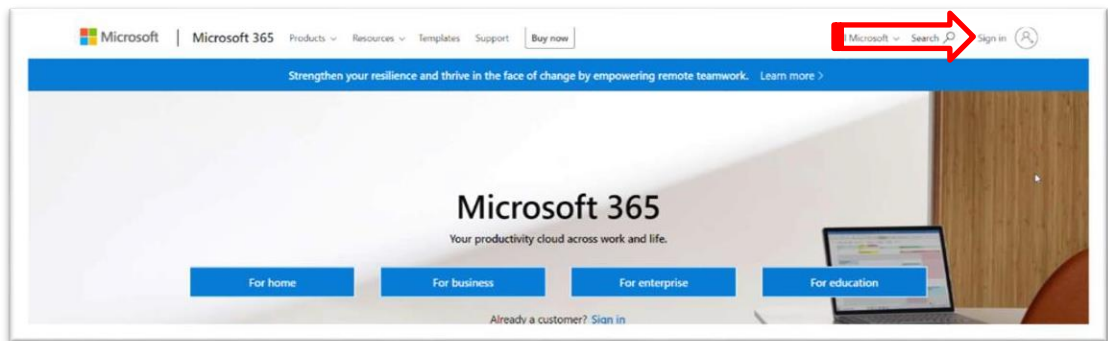 Microsoft | Microsoft 365 Products Resources Templates Support Buy now Microsoft Search Sign in
Strengthen your resilience and thrive in the face of change by empowering remote teamwork. Learn more >
Microsoft 365
Your productivity cloud across work and life.
For home For business For enterprise For education
Already a customer? Sign in